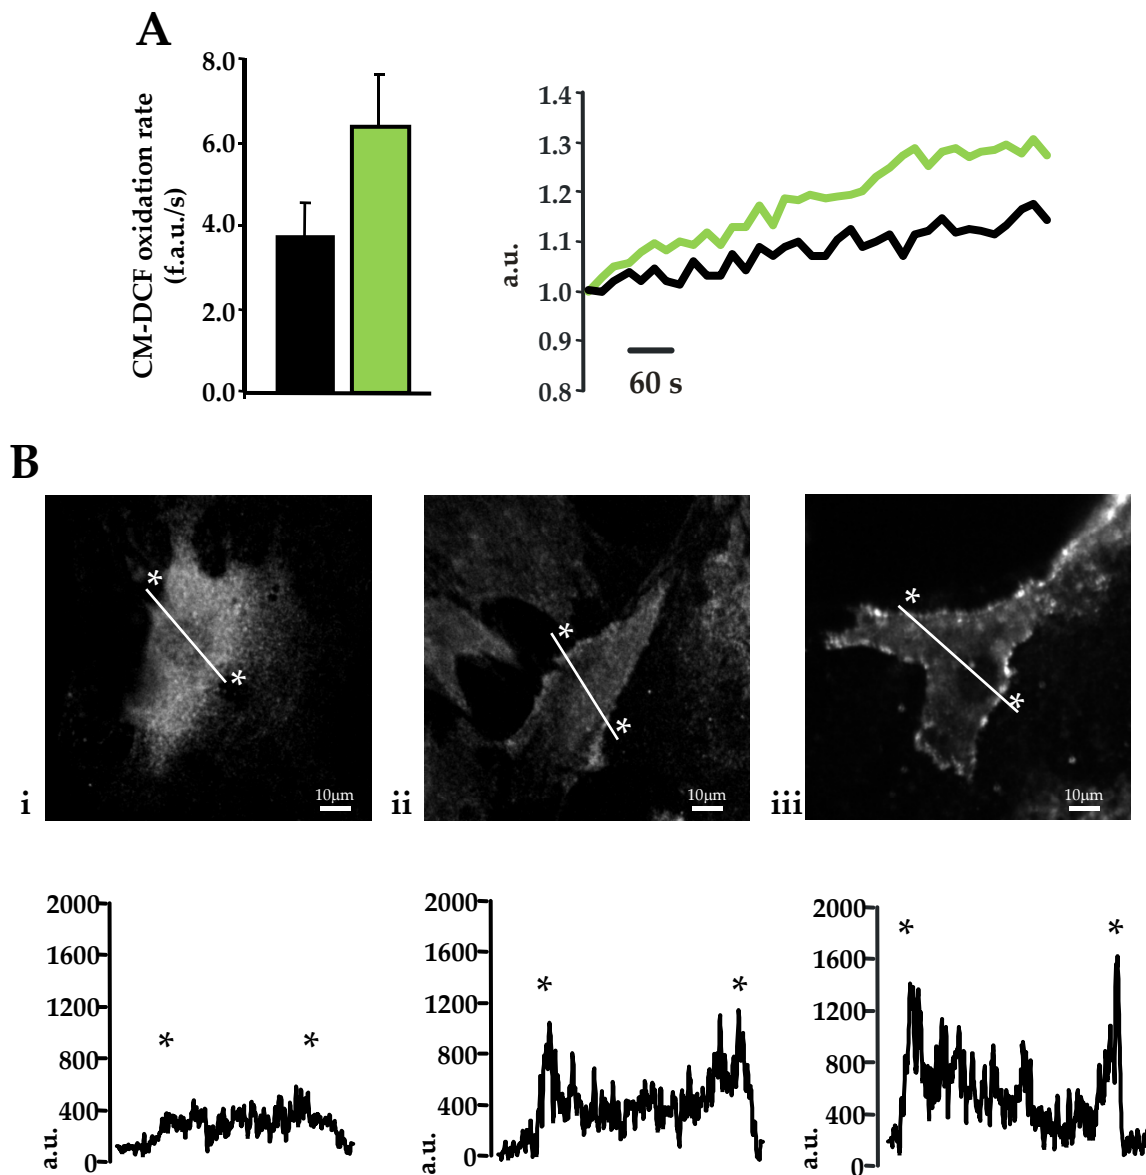 A
CM-DCF oxidation rate
(f.a.u./s)
8.0
6.0
4.0
2.0
0.0
a.u.
1.4
1.3
1.2
1.1
1.0
0.9
0.8
60 s
B
*
*
10μm
i
*
*
10μm
ii
*
*
10μm
iii
2000
1600
1200
800
400
0
a.u.
*
*
2000
1600
1200
800
400
0
a.u.
*
*
2000
1600
1200
800
400
0
a.u.
*
*